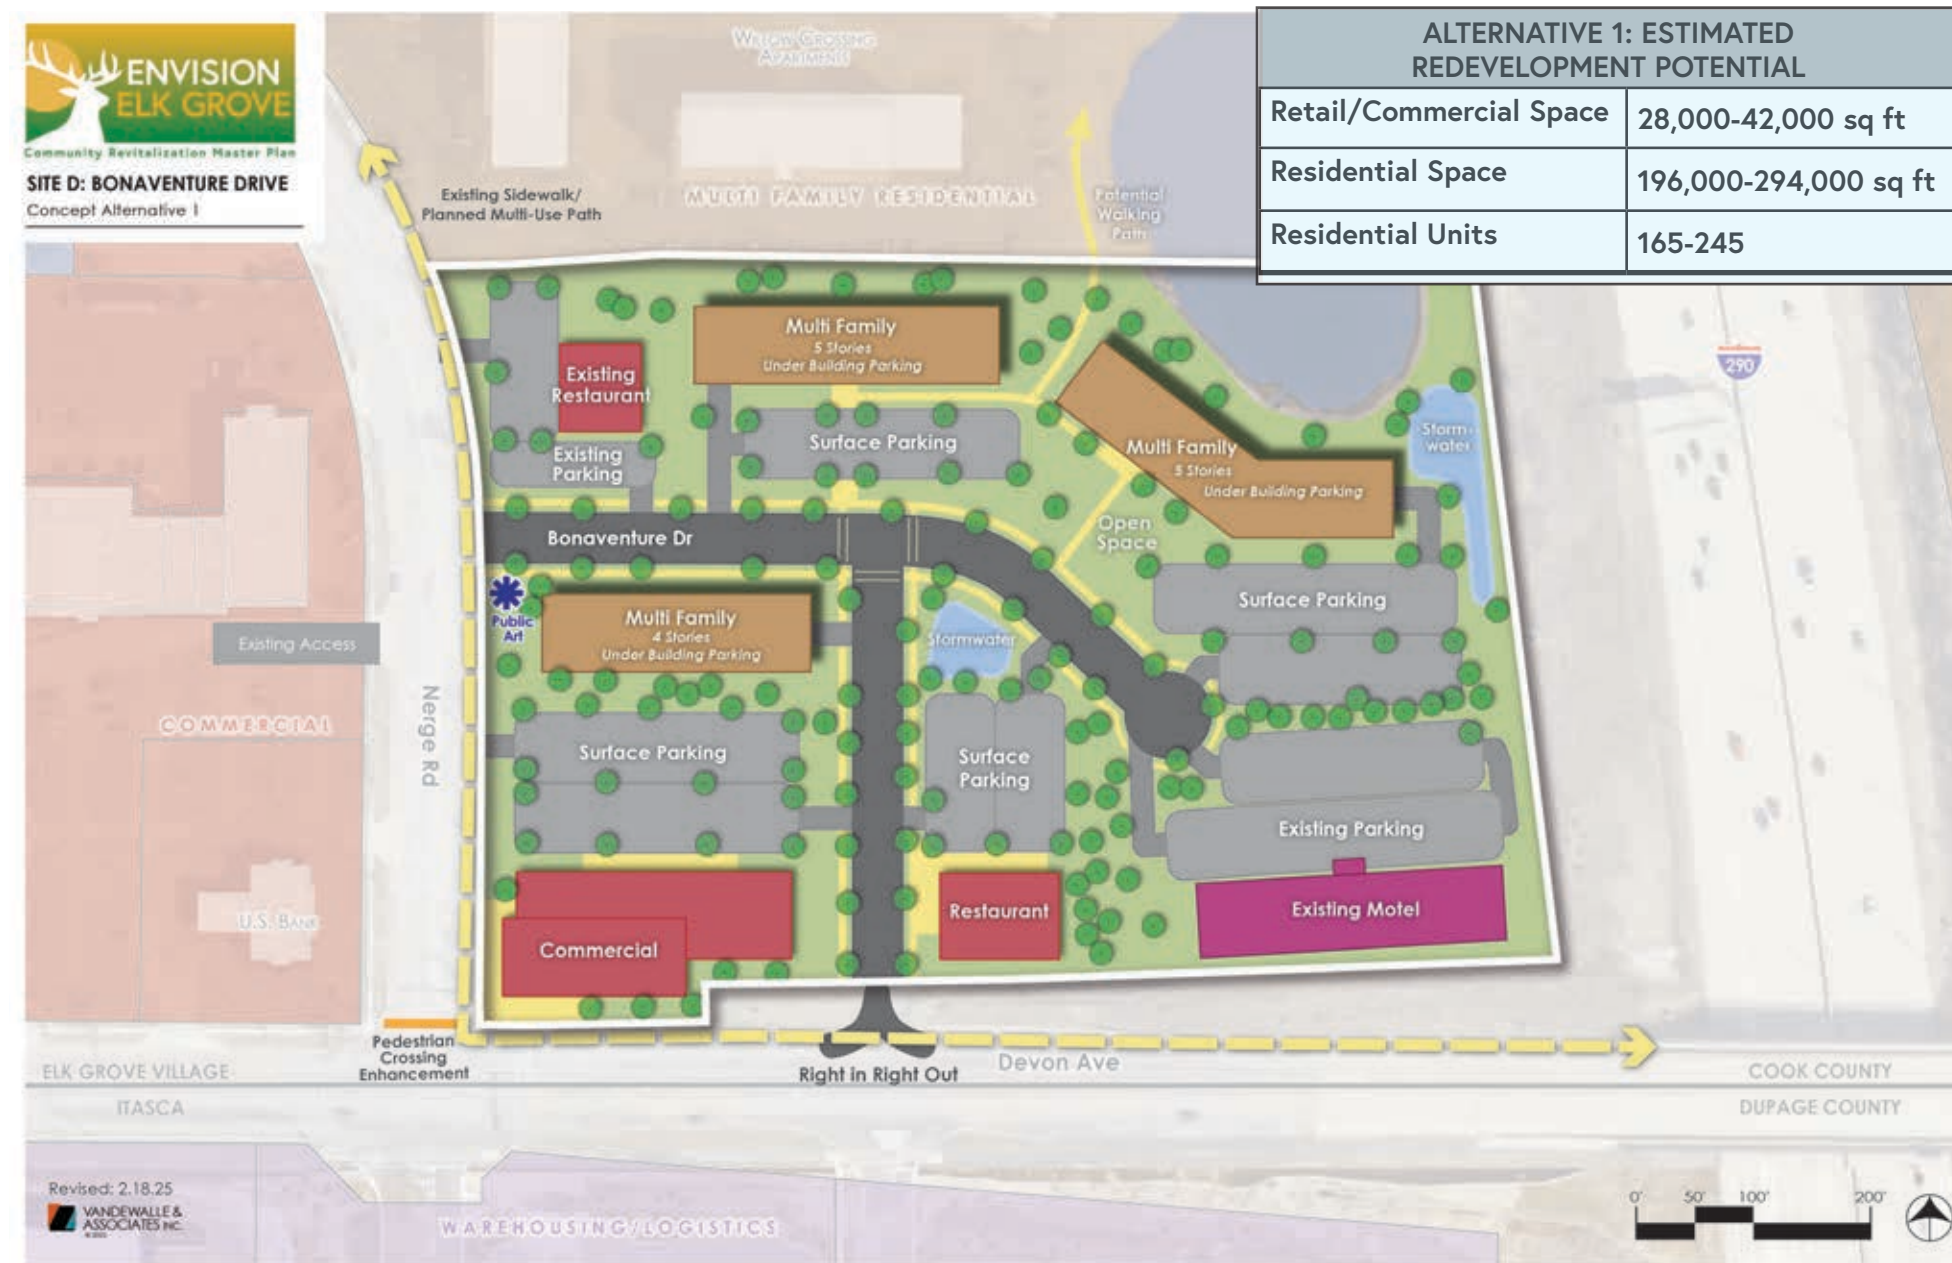 ENVISION
ELK GROVE
Community Revitalization Master Plan
SITE D: BONAVENTURE DRIVE
Concept Alternative 1
ALTERNATIVE 1: ESTIMATED
REDEVELOPMENT POTENTIAL
Retail/Commercial Space 28,000-42,000 sq ft
Residential Space 196,000-294,000 sq ft
Residential Units 165-245
WILLOW CROSSING
APARTMENTS
MULTI FAMILY RESIDENTIAL
Existing Sidewalk/
Planned Multi-Use Path
Potential
Walking
Path
290
Multi Family
5 Stories
Under Building Parking
Existing
Restaurant
Existing
Parking
Surface Parking
Multi Family
5 Stories
Under Building Parking
Storm-
water
Open
Space
Bonaventure Dr
Public
Art
Multi Family
4 Stories
Under Building Parking
Stormwater
Surface Parking
Existing Access
COMMERCIAL
Nerge Rd
Surface Parking
Surface
Parking
Existing Parking
U.S. BANK
Commercial
Restaurant
Existing Motel
Pedestrian
Crossing
Enhancement
Right in Right Out
Devon Ave
ELK GROVE VILLAGE
ITASCA
COOK COUNTY
DUPAGE COUNTY
WAREHOUSING/LOGISTICS
Revised: 2.18.25
VANDEWALLE &
ASSOCIATES INC.
0' 50' 100' 200'